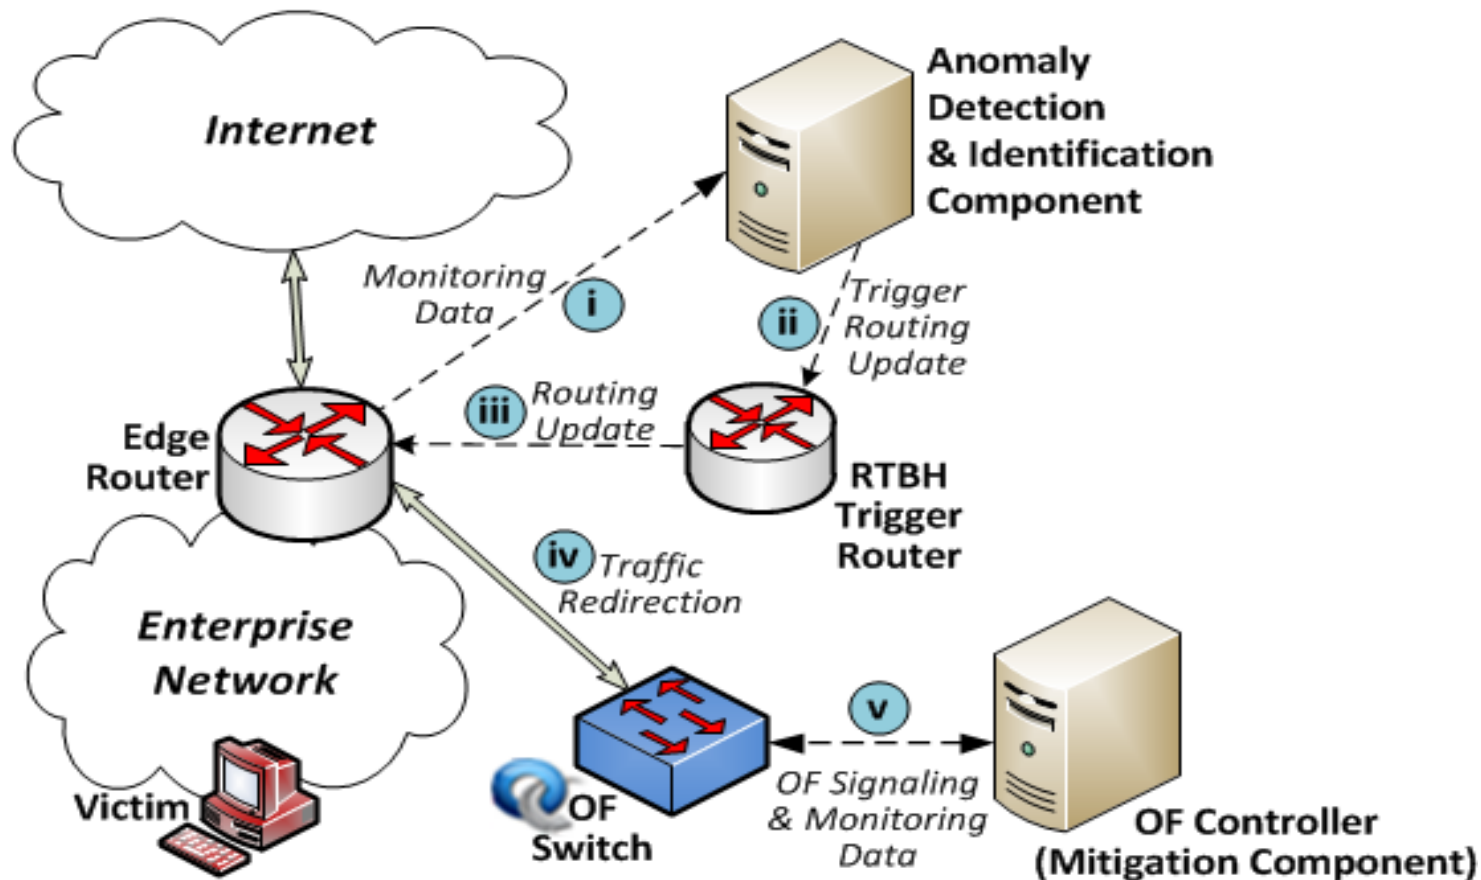 Internet
Anomaly
Detection
& Identification
Component
Monitoring
Data
i
ii
Trigger
Routing
Update
iii
Routing
Update
Edge
Router
RTBH
Trigger
Router
iv
Traffic
Redirection
Enterprise
Network
Victim
OF
Switch
v
OF Signaling
& Monitoring
Data
OF Controller
(Mitigation Component)